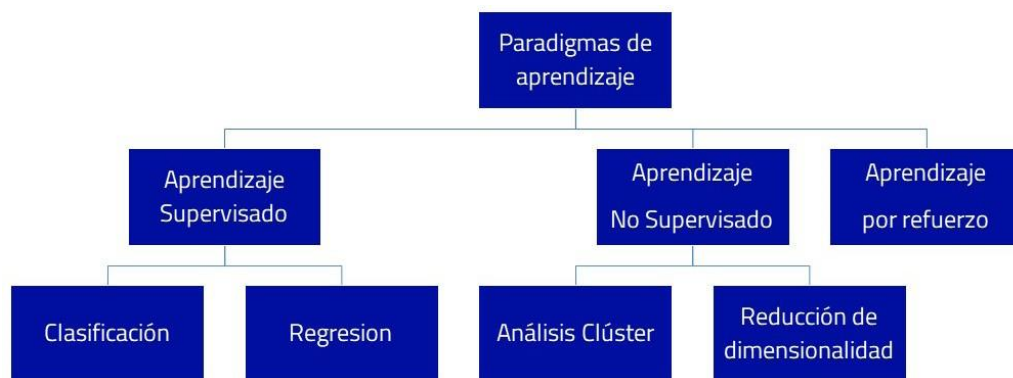 Paradigmas de
aprendizaje
Aprendizaje
Supervisado
Aprendizaje
No Supervisado
Aprendizaje
por refuerzo
Clasificación
Regresion
Análisis Clúster
Reducción de
dimensionalidad